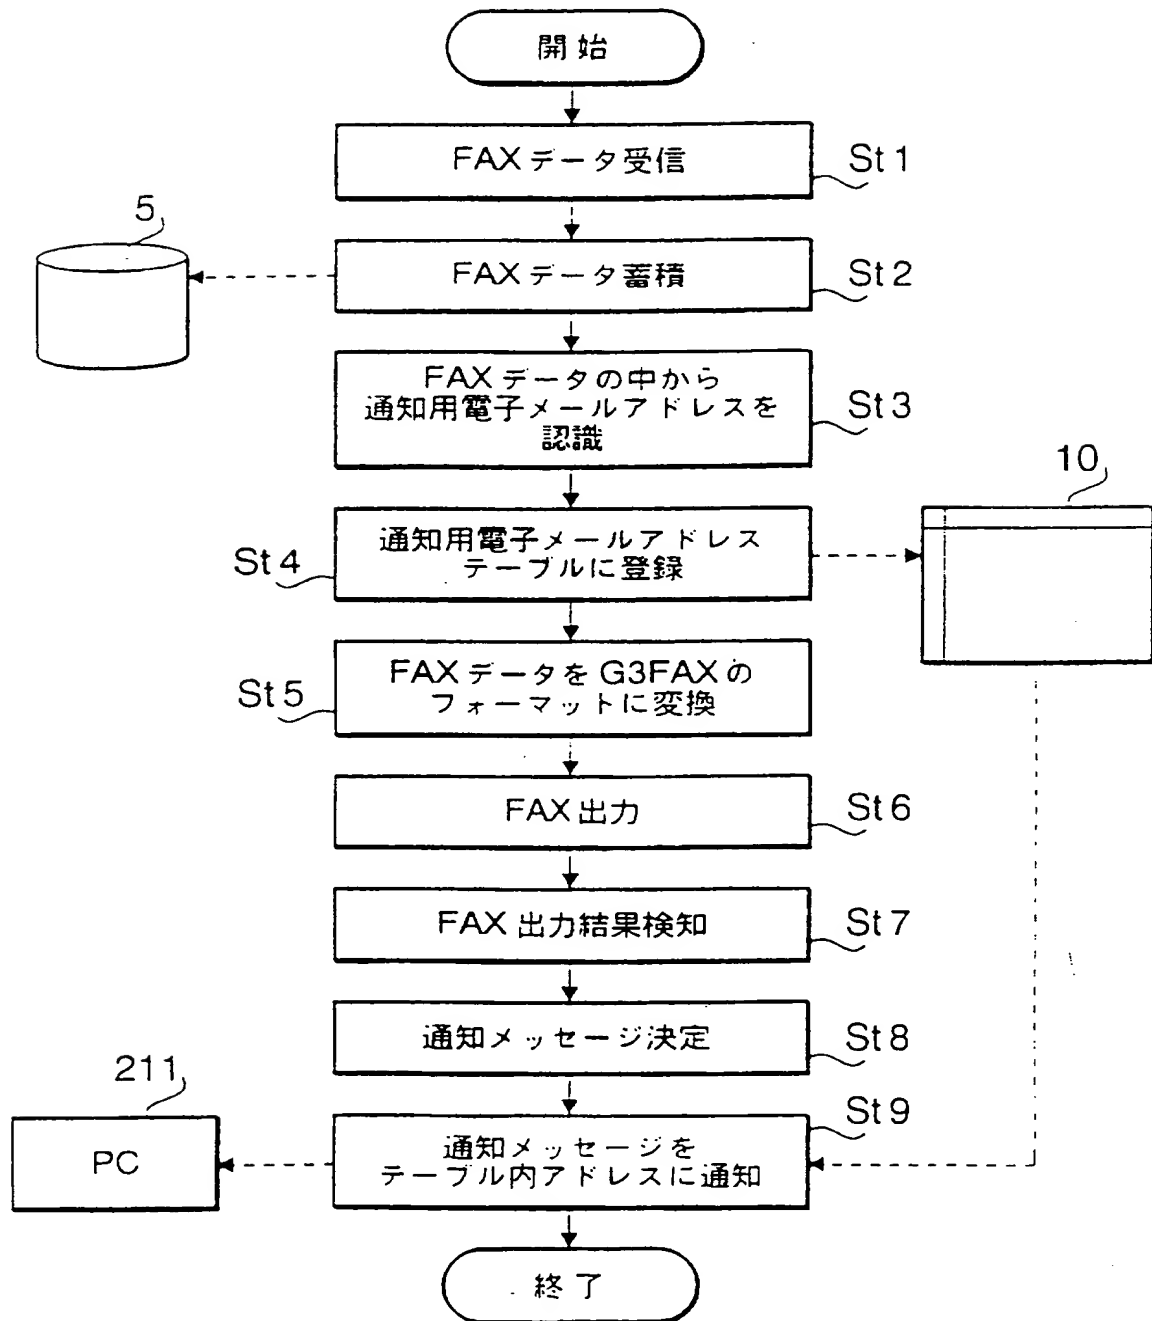 開始
FAXデータ受信
St1
5
FAXデータ蓄積
St2
FAXデータの中から
通知用電子メールアドレスを
認識
St3
10
通知用電子メールアドレス
テーブルに登録
St4
FAXデータをG3FAXの
フォーマットに変換
St5
FAX出力
St6
FAX出力結果検知
St7
通知メッセージ決定
St8
211
PC
通知メッセージを
テーブル内アドレスに通知
St9
終了